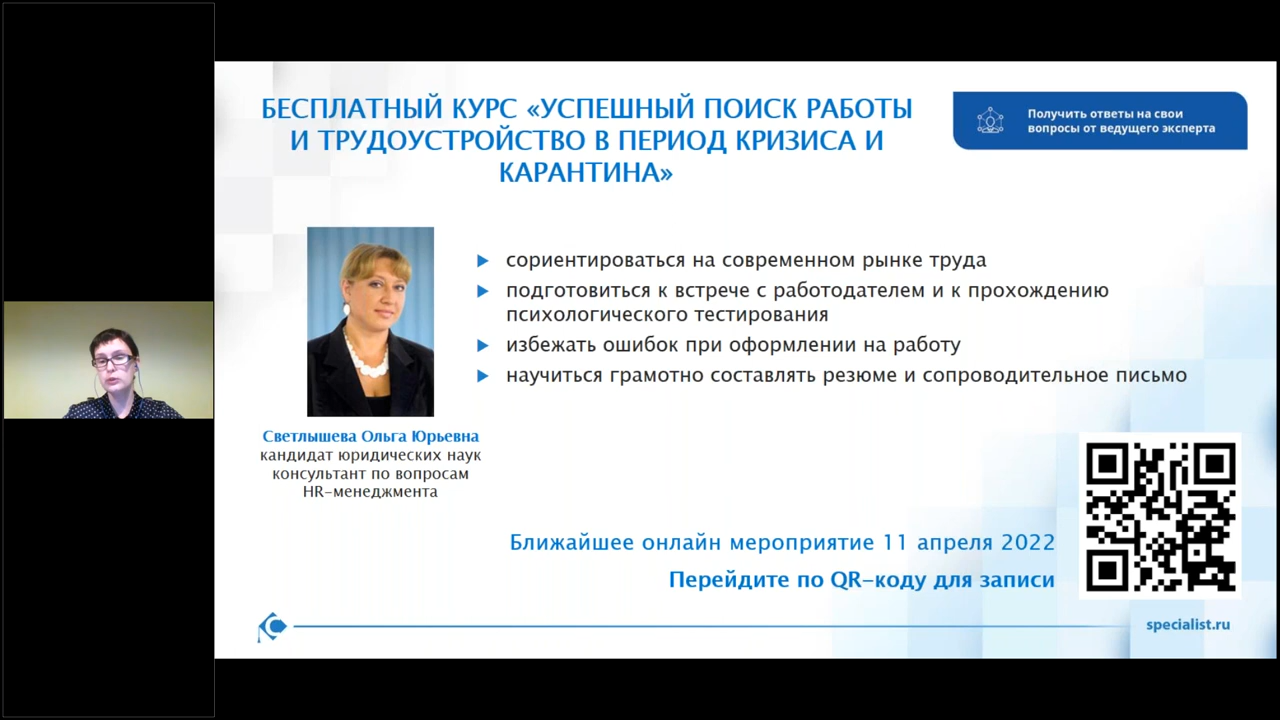 БЕСПЛАТНЫЙ КУРС «УСПЕШНЫЙ ПОИСК РАБОТЫ
И ТРУДОУСТРОЙСТВО В ПЕРИОД КРИЗИСА И
КАРАНТИНА»
Получить ответы на свои
вопросы от ведущего эксперта
сориентироваться на современном рынке труда
подготовиться к встрече с работодателем и к прохождению
психологического тестирования
избежать ошибок при оформлении на работу
научиться грамотно составлять резюме и сопроводительное письмо
Светлышева Ольга Юрьевна
кандидат юридических наук
консультант по вопросам
HR-менеджмента
Ближайшее онлайн мероприятие 11 апреля 2022
Перейдите по QR-коду для записи
specialist.ru